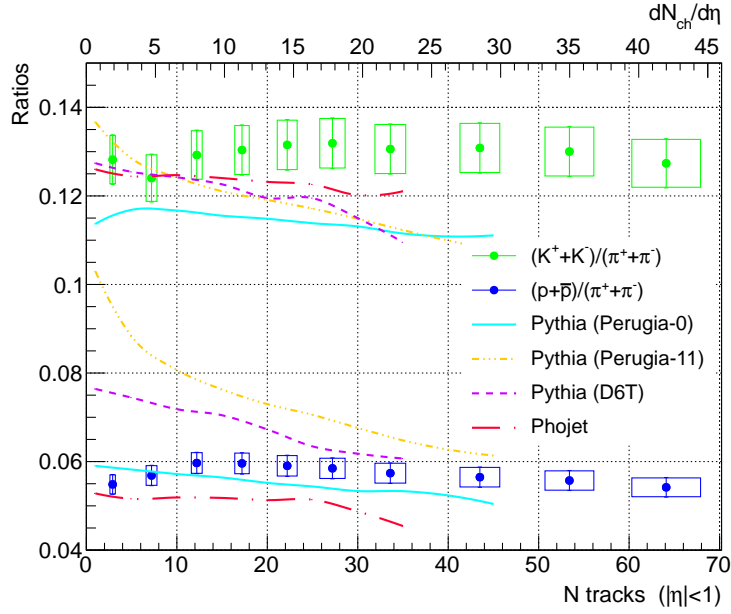 dN_ch/dη
0 5 10 15 20 25 30 35 40 45
Ratios
0.14
0.12
0.1
0.08
0.06
0.04
(K⁺+K⁻)/(π⁺+π⁻)
(p+p̅)/(π⁺+π⁻)
Pythia (Perugia-0)
Pythia (Perugia-11)
Pythia (D6T)
Phojet
0 10 20 30 40 50 60 70
N tracks (|η|<1)